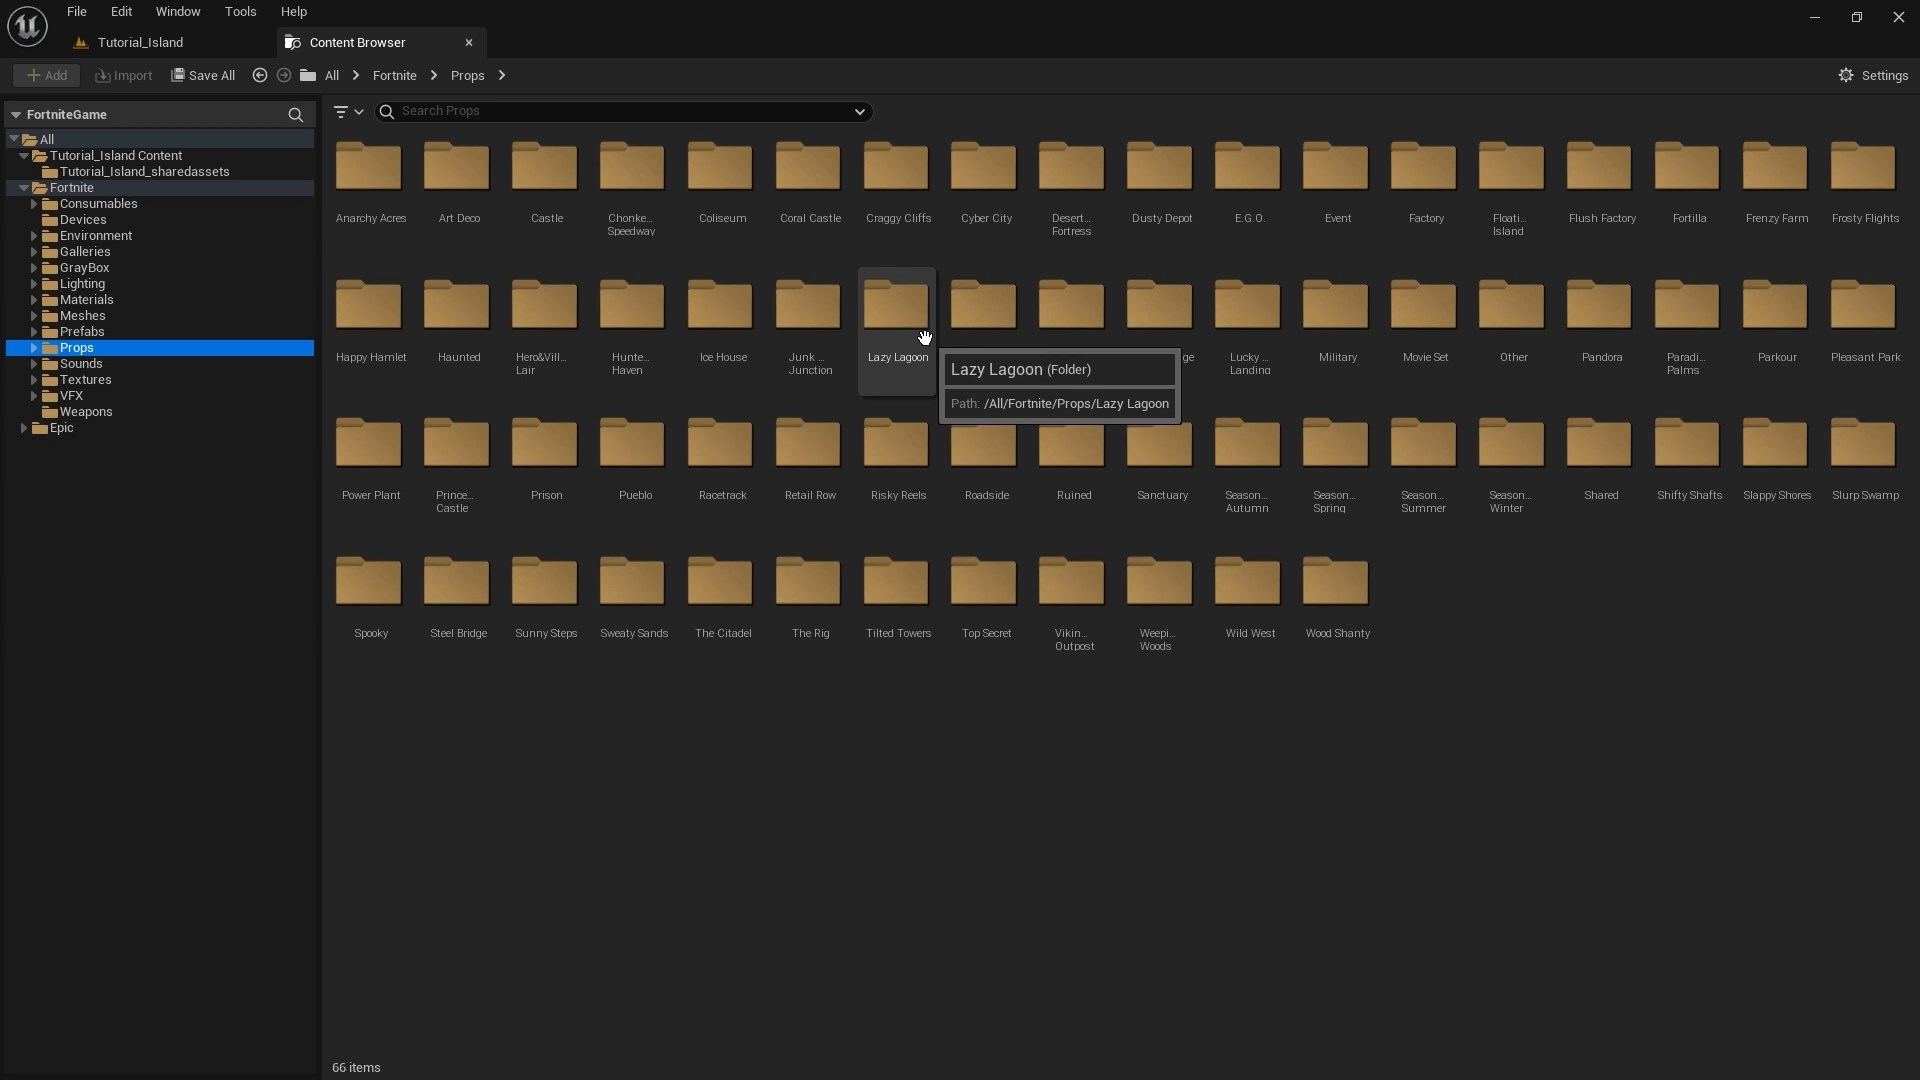 File Edit Window Tools Help
Tutorial_Island Content Browser
Add Import Save All All Fortnite Props Settings
FortniteGame
Search Props
All
Tutorial_Island Content
Tutorial_Island_sharedassets
Fortnite
Consumables
Devices
Environment
Galleries
GrayBox
Lighting
Materials
Meshes
Prefabs
Props
Sounds
Textures
VFX
Weapons
Epic
Anarchy Acres Art Deco Castle Chonke... Coliseum Coral Castle Craggy Cliffs Cyber City Desert... Dusty Depot E.G.O. Event Factory Floati... Flush Factory Fortilla Frenzy Farm Frosty Flights
Speedway Fortress Island
Happy Hamlet Haunted Hero&Vill... Hunte... Ice House Junk ... Lazy Lagoon ge Lucky ... Military Movie Set Other Pandora Paradi... Parkour Pleasant Park
Lair Haven Junction Landing Palms
Lazy Lagoon (Folder)
Path: /All/Fortnite/Props/Lazy Lagoon
Power Plant Prince... Prison Pueblo Racetrack Retail Row Risky Reels Roadside Ruined Sanctuary Season... Season... Season... Season... Shared Shifty Shafts Slappy Shores Slurp Swamp
Castle Autumn Spring Summer Winter
Spooky Steel Bridge Sunny Steps Sweaty Sands The Citadel The Rig Tilted Towers Top Secret Vikin... Weepi... Wild West Wood Shanty
Outpost Woods
66 items